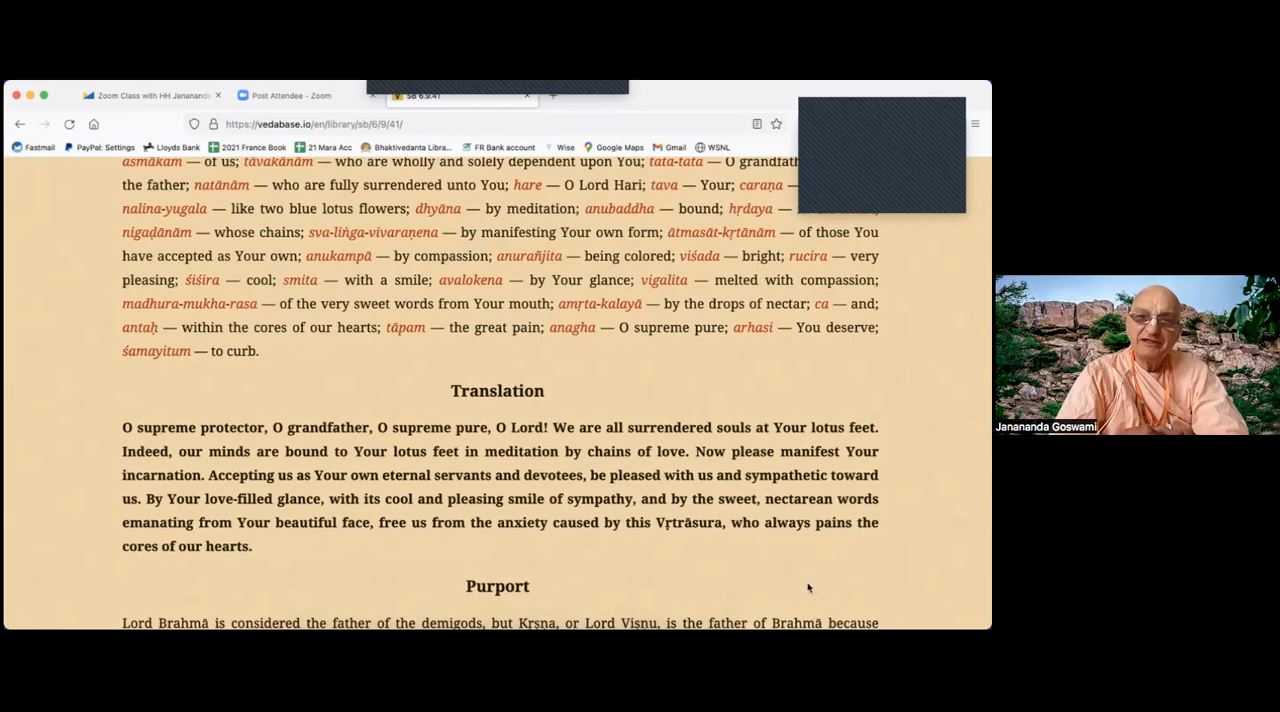 Zoom Class with HH Janananda
Post Attendee - Zoom
SB 6.9.41
https://vedabase.io/en/library/sb/6/9/41/
Fastmail PayPal: Settings Lloyds Bank 2021 France Book 21 Mara Acc Bhaktivedanta Libra... FR Bank account Wise Google Maps Gmail WSNL
asmākam — of us; tāvakānām — who are wholly and solely dependent upon You; tata-tata — O grandfath
the father; natānām — who are fully surrendered unto You; hare — O Lord Hari; tava — Your; caraṇa —
nalina-yugala — like two blue lotus flowers; dhyāna — by meditation; anubaddha — bound; hṛdaya
nigaḍānām — whose chains; sva-liṅga-vivaraṇena — by manifesting Your own form; ātmasāt-kṛtānām — of those You
have accepted as Your own; anukampā — by compassion; anurañjita — being colored; viśada — bright; rucira — very
pleasing; śiśira — cool; smita — with a smile; avalokena — by Your glance; vigalita — melted with compassion;
madhura-mukha-rasa — of the very sweet words from Your mouth; amṛta-kalayā — by the drops of nectar; ca — and;
antaḥ — within the cores of our hearts; tāpam — the great pain; anagha — O supreme pure; arhasi — You deserve;
śamayitum — to curb.
Translation
O supreme protector, O grandfather, O supreme pure, O Lord! We are all surrendered souls at Your lotus feet.
Indeed, our minds are bound to Your lotus feet in meditation by chains of love. Now please manifest Your
incarnation. Accepting us as Your own eternal servants and devotees, be pleased with us and sympathetic toward
us. By Your love-filled glance, with its cool and pleasing smile of sympathy, and by the sweet, nectarean words
emanating from Your beautiful face, free us from the anxiety caused by this Vṛtrāsura, who always pains the
cores of our hearts.
Purport
Lord Brahmā is considered the father of the demigods, but Kṛṣṇa, or Lord Viṣṇu, is the father of Brahmā because
Janananda Goswami